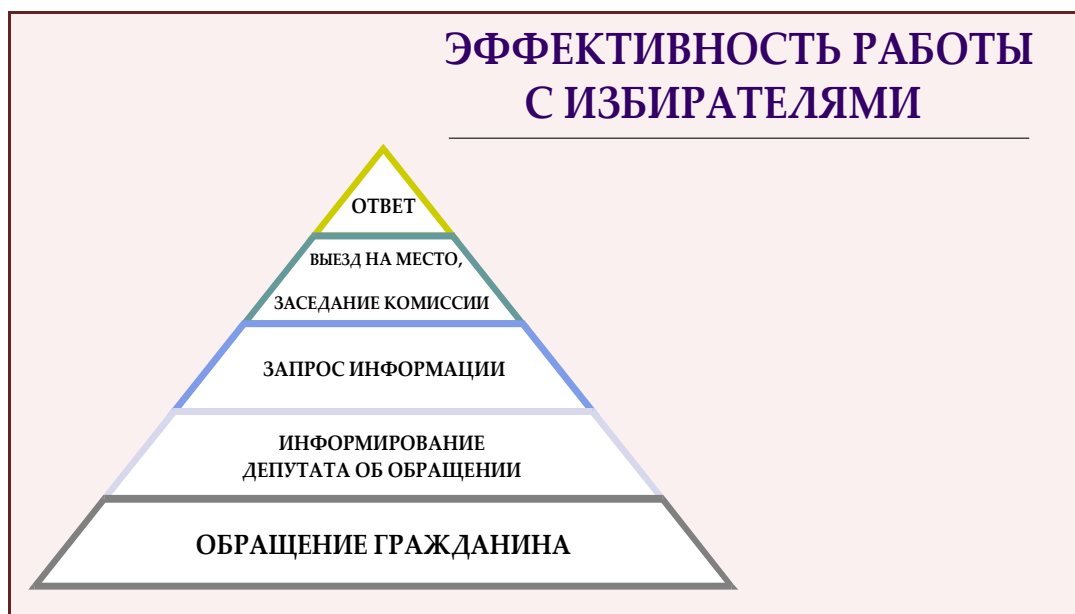 ЭФФЕКТИВНОСТЬ РАБОТЫ
С ИЗБИРАТЕЛЯМИ
ОТВЕТ
ВЫЕЗД НА МЕСТО,
ЗАСЕДАНИЕ КОМИССИИ
ЗАПРОС ИНФОРМАЦИИ
ИНФОРМИРОВАНИЕ
ДЕПУТАТА ОБ ОБРАЩЕНИИ
ОБРАЩЕНИЕ ГРАЖДАНИНА